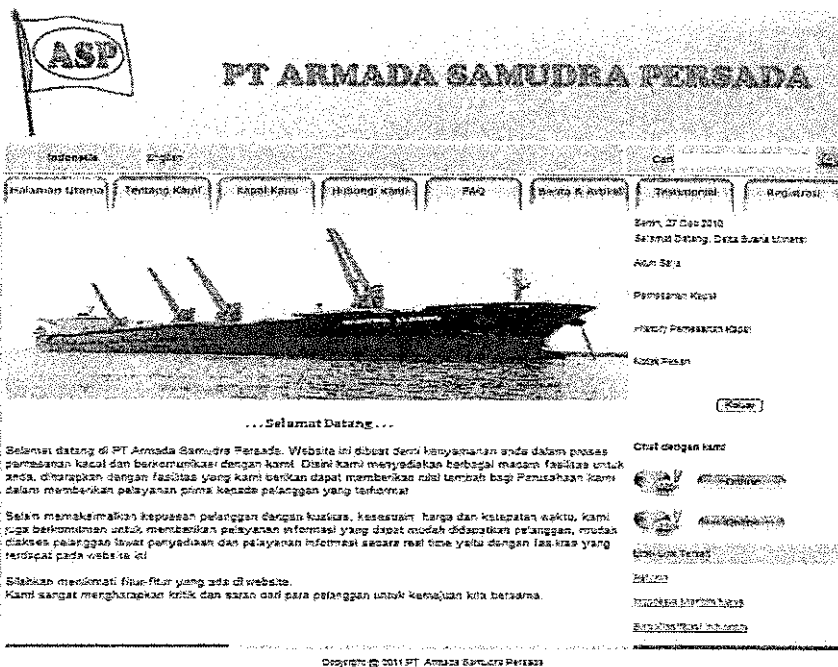 ASP
PT ARMADA SAMUDRA PERSADA
Indonesia English Cari
Halaman Utama Tentang Kami Kapal Kami Hubungi Kami FAQ Berita & Artikel Testimonial Registrasi
Senin, 27 Dec 2010
Selamat Datang,
Akun Saya
Pemesanan Kapal
History Pemesanan Kapal
Kotak Pesan
Keluar
...Selamat Datang...
Selamat datang di PT Armada Samudra Persada. Website ini dibuat demi kenyamanan anda dalam proses
pemesanan kapal dan berkomunikasi dengan kami. Disini kami menyediakan berbagai macam fasilitas untuk
anda, diharapkan dengan fasilitas yang kami berikan dapat memberikan nilai tambah bagi Perusahaan kami
dalam memberikan pelayanan prima kepada pelanggan yang terhormat
Selain memaksimalkan kepuasan pelanggan dengan kualitas, kesesuain harga dan ketepatan waktu, kami
juga berkomitmen untuk memberikan pelayanan informasi yang dapat mudah didapatkan pelanggan, mudah
diakses pelanggan lewat penyediaan dan pelayanan informasi secara real time yaitu dengan fasilitas yang
terdapat pada website ini
Silahkan menikmati fitur-fitur yang ada di website.
Kami sangat mengharapkan kritik dan saran dari para pelanggan untuk kemajuan kita bersama.
Chat dengan kami
Copyright @ 2011 PT Armada Samudra Persada